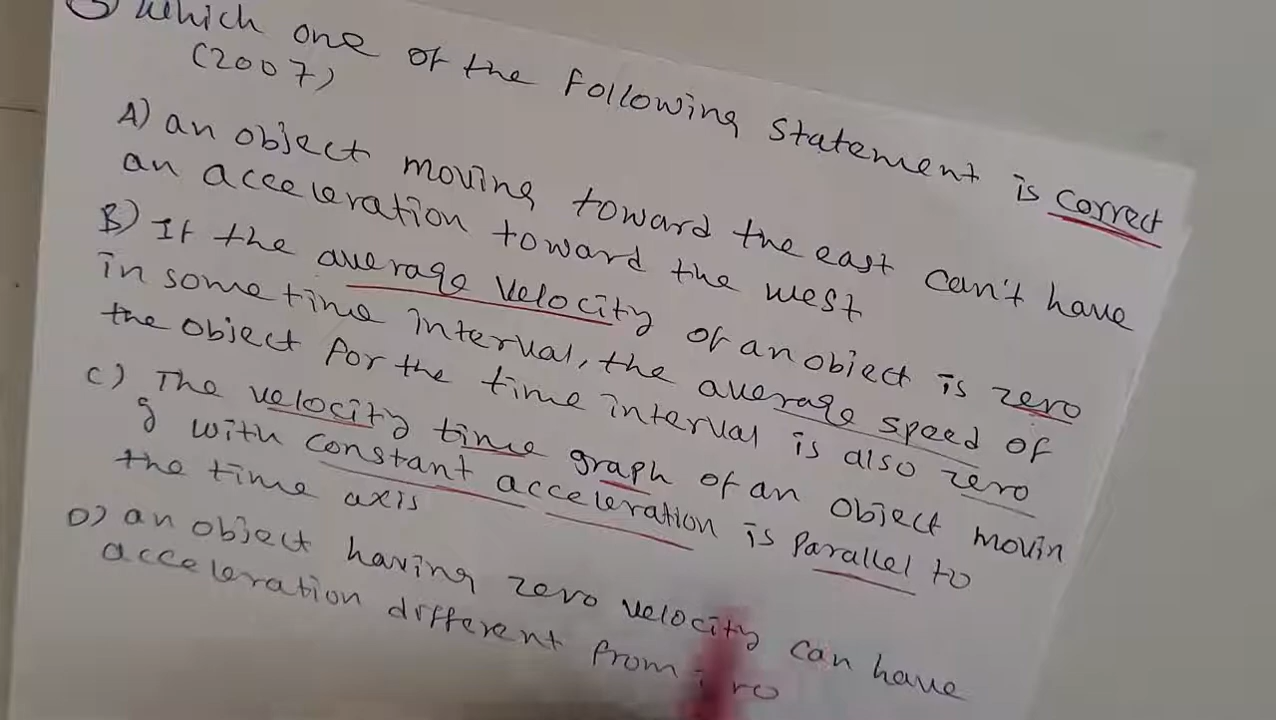 Which one of the Following statement is correct
(2007)
A) an object moving toward the east can't have
an acceleration toward the west
B) If the average velocity of an object is zero
in some time interval, the average speed of
the object for the time interval is also zero
C) The velocity time graph of an object movin
g with constant acceleration is Parallel to
the time axis
D) an object having zero velocity can have
acceleration different from